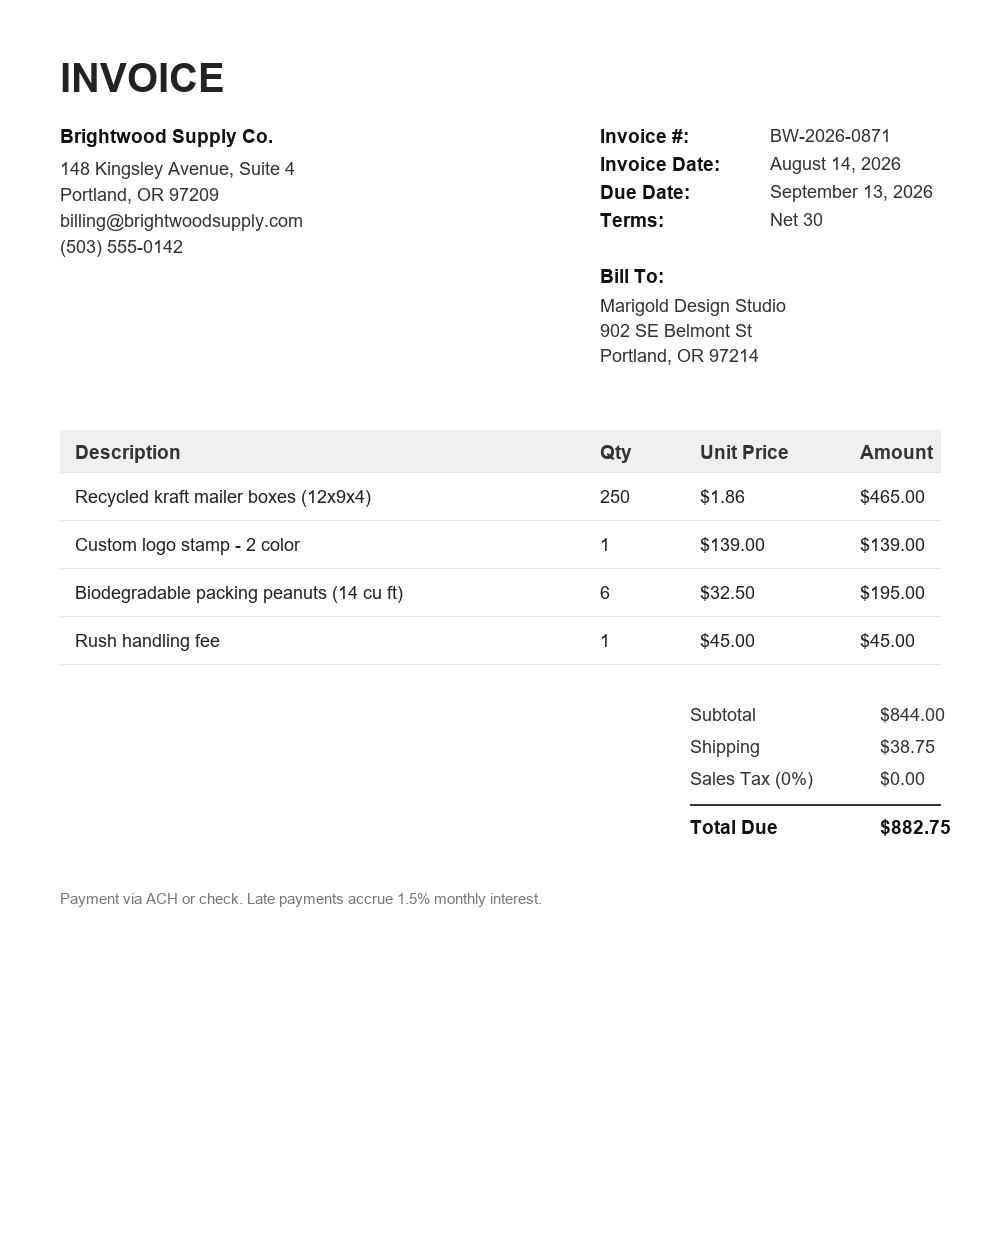 INVOICE
Brightwood Supply Co.
148 Kingsley Avenue, Suite 4
Portland, OR 97209
billing@brightwoodsupply.com
(503) 555-0142
Invoice #: BW-2026-0871
Invoice Date: August 14, 2026
Due Date: September 13, 2026
Terms: Net 30
Bill To:
Marigold Design Studio
902 SE Belmont St
Portland, OR 97214
Description Qty Unit Price Amount
Recycled kraft mailer boxes (12x9x4) 250 $1.86 $465.00
Custom logo stamp - 2 color 1 $139.00 $139.00
Biodegradable packing peanuts (14 cu ft) 6 $32.50 $195.00
Rush handling fee 1 $45.00 $45.00
Subtotal $844.00
Shipping $38.75
Sales Tax (0%) $0.00
Total Due $882.75
Payment via ACH or check. Late payments accrue 1.5% monthly interest.